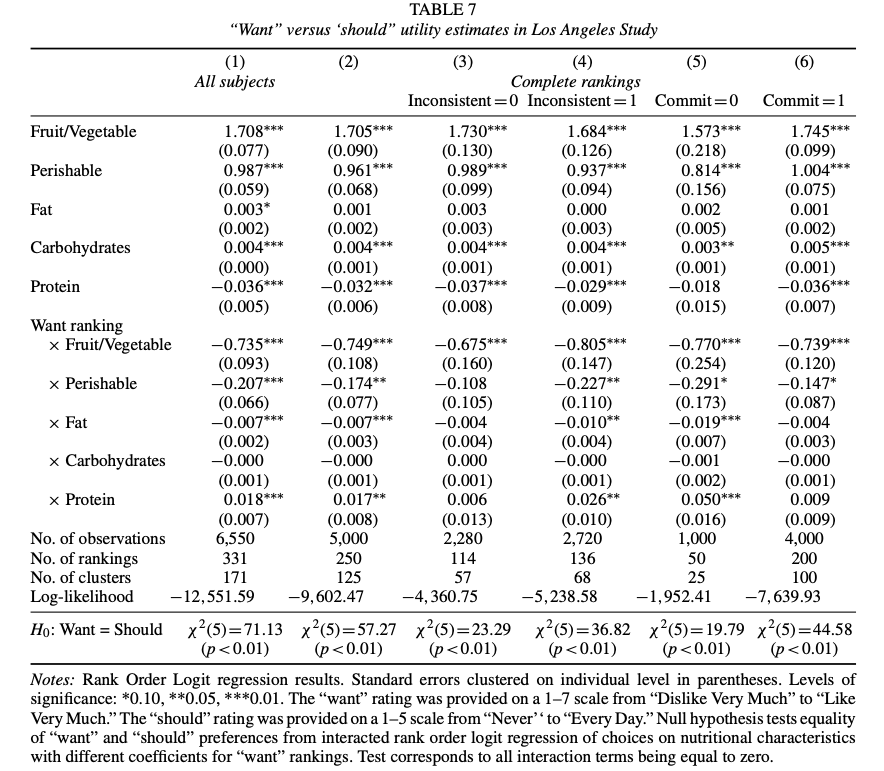 TABLE 7
“Want” versus ‘should” utility estimates in Los Angeles Study
(1) (2) (3) (4) (5) (6)
All subjects Complete rankings
Inconsistent=0 Inconsistent=1 Commit=0 Commit=1
Fruit/Vegetable 1.708*** 1.705*** 1.730*** 1.684*** 1.573*** 1.745***
(0.077) (0.090) (0.130) (0.126) (0.218) (0.099)
Perishable 0.987*** 0.961*** 0.989*** 0.937*** 0.814*** 1.004***
(0.059) (0.068) (0.099) (0.094) (0.156) (0.075)
Fat 0.003* 0.001 0.003 0.000 0.002 0.001
(0.002) (0.002) (0.003) (0.003) (0.005) (0.002)
Carbohydrates 0.004*** 0.004*** 0.004*** 0.004*** 0.003** 0.005***
(0.000) (0.001) (0.001) (0.001) (0.001) (0.001)
Protein −0.036*** −0.032*** −0.037*** −0.029*** −0.018 −0.036***
(0.005) (0.006) (0.008) (0.009) (0.015) (0.007)
Want ranking
× Fruit/Vegetable −0.735*** −0.749*** −0.675*** −0.805*** −0.770*** −0.739***
(0.093) (0.108) (0.160) (0.147) (0.254) (0.120)
× Perishable −0.207*** −0.174** −0.108 −0.227** −0.291* −0.147*
(0.066) (0.077) (0.105) (0.110) (0.173) (0.087)
× Fat −0.007*** −0.007*** −0.004 −0.010** −0.019*** −0.004
(0.002) (0.003) (0.004) (0.004) (0.007) (0.003)
× Carbohydrates −0.000 −0.000 0.000 −0.000 −0.001 −0.000
(0.001) (0.001) (0.001) (0.001) (0.002) (0.001)
× Protein 0.018*** 0.017** 0.006 0.026** 0.050*** 0.009
(0.007) (0.008) (0.013) (0.010) (0.016) (0.009)
No. of observations 6,550 5,000 2,280 2,720 1,000 4,000
No. of rankings 331 250 114 136 50 200
No. of clusters 171 125 57 68 25 100
Log-likelihood −12,551.59 −9,602.47 −4,360.75 −5,238.58 −1,952.41 −7,639.93
H₀: Want = Should χ²(5)=71.13 χ²(5)=57.27 χ²(5)=23.29 χ²(5)=36.82 χ²(5)=19.79 χ²(5)=44.58
(p<0.01) (p<0.01) (p<0.01) (p<0.01) (p<0.01) (p<0.01)
Notes: Rank Order Logit regression results. Standard errors clustered on individual level in parentheses. Levels of
significance: *0.10, **0.05, ***0.01. The “want” rating was provided on a 1–7 scale from “Dislike Very Much” to “Like
Very Much.” The “should” rating was provided on a 1–5 scale from “Never‘‘ to “Every Day.” Null hypothesis tests equality
of “want” and “should” preferences from interacted rank order logit regression of choices on nutritional characteristics
with different coefficients for “want” rankings. Test corresponds to all interaction terms being equal to zero.